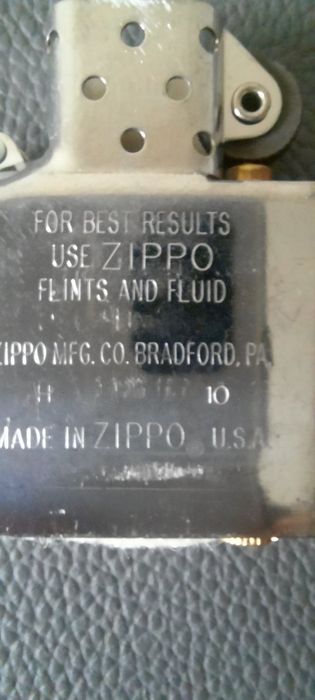 FOR BEST RESULTS
USE ZIPPO
FLINTS AND FLUID
ZIPPO MFG. CO. BRADFORD, PA.
H 10
MADE IN ZIPPO ® U.S.A.